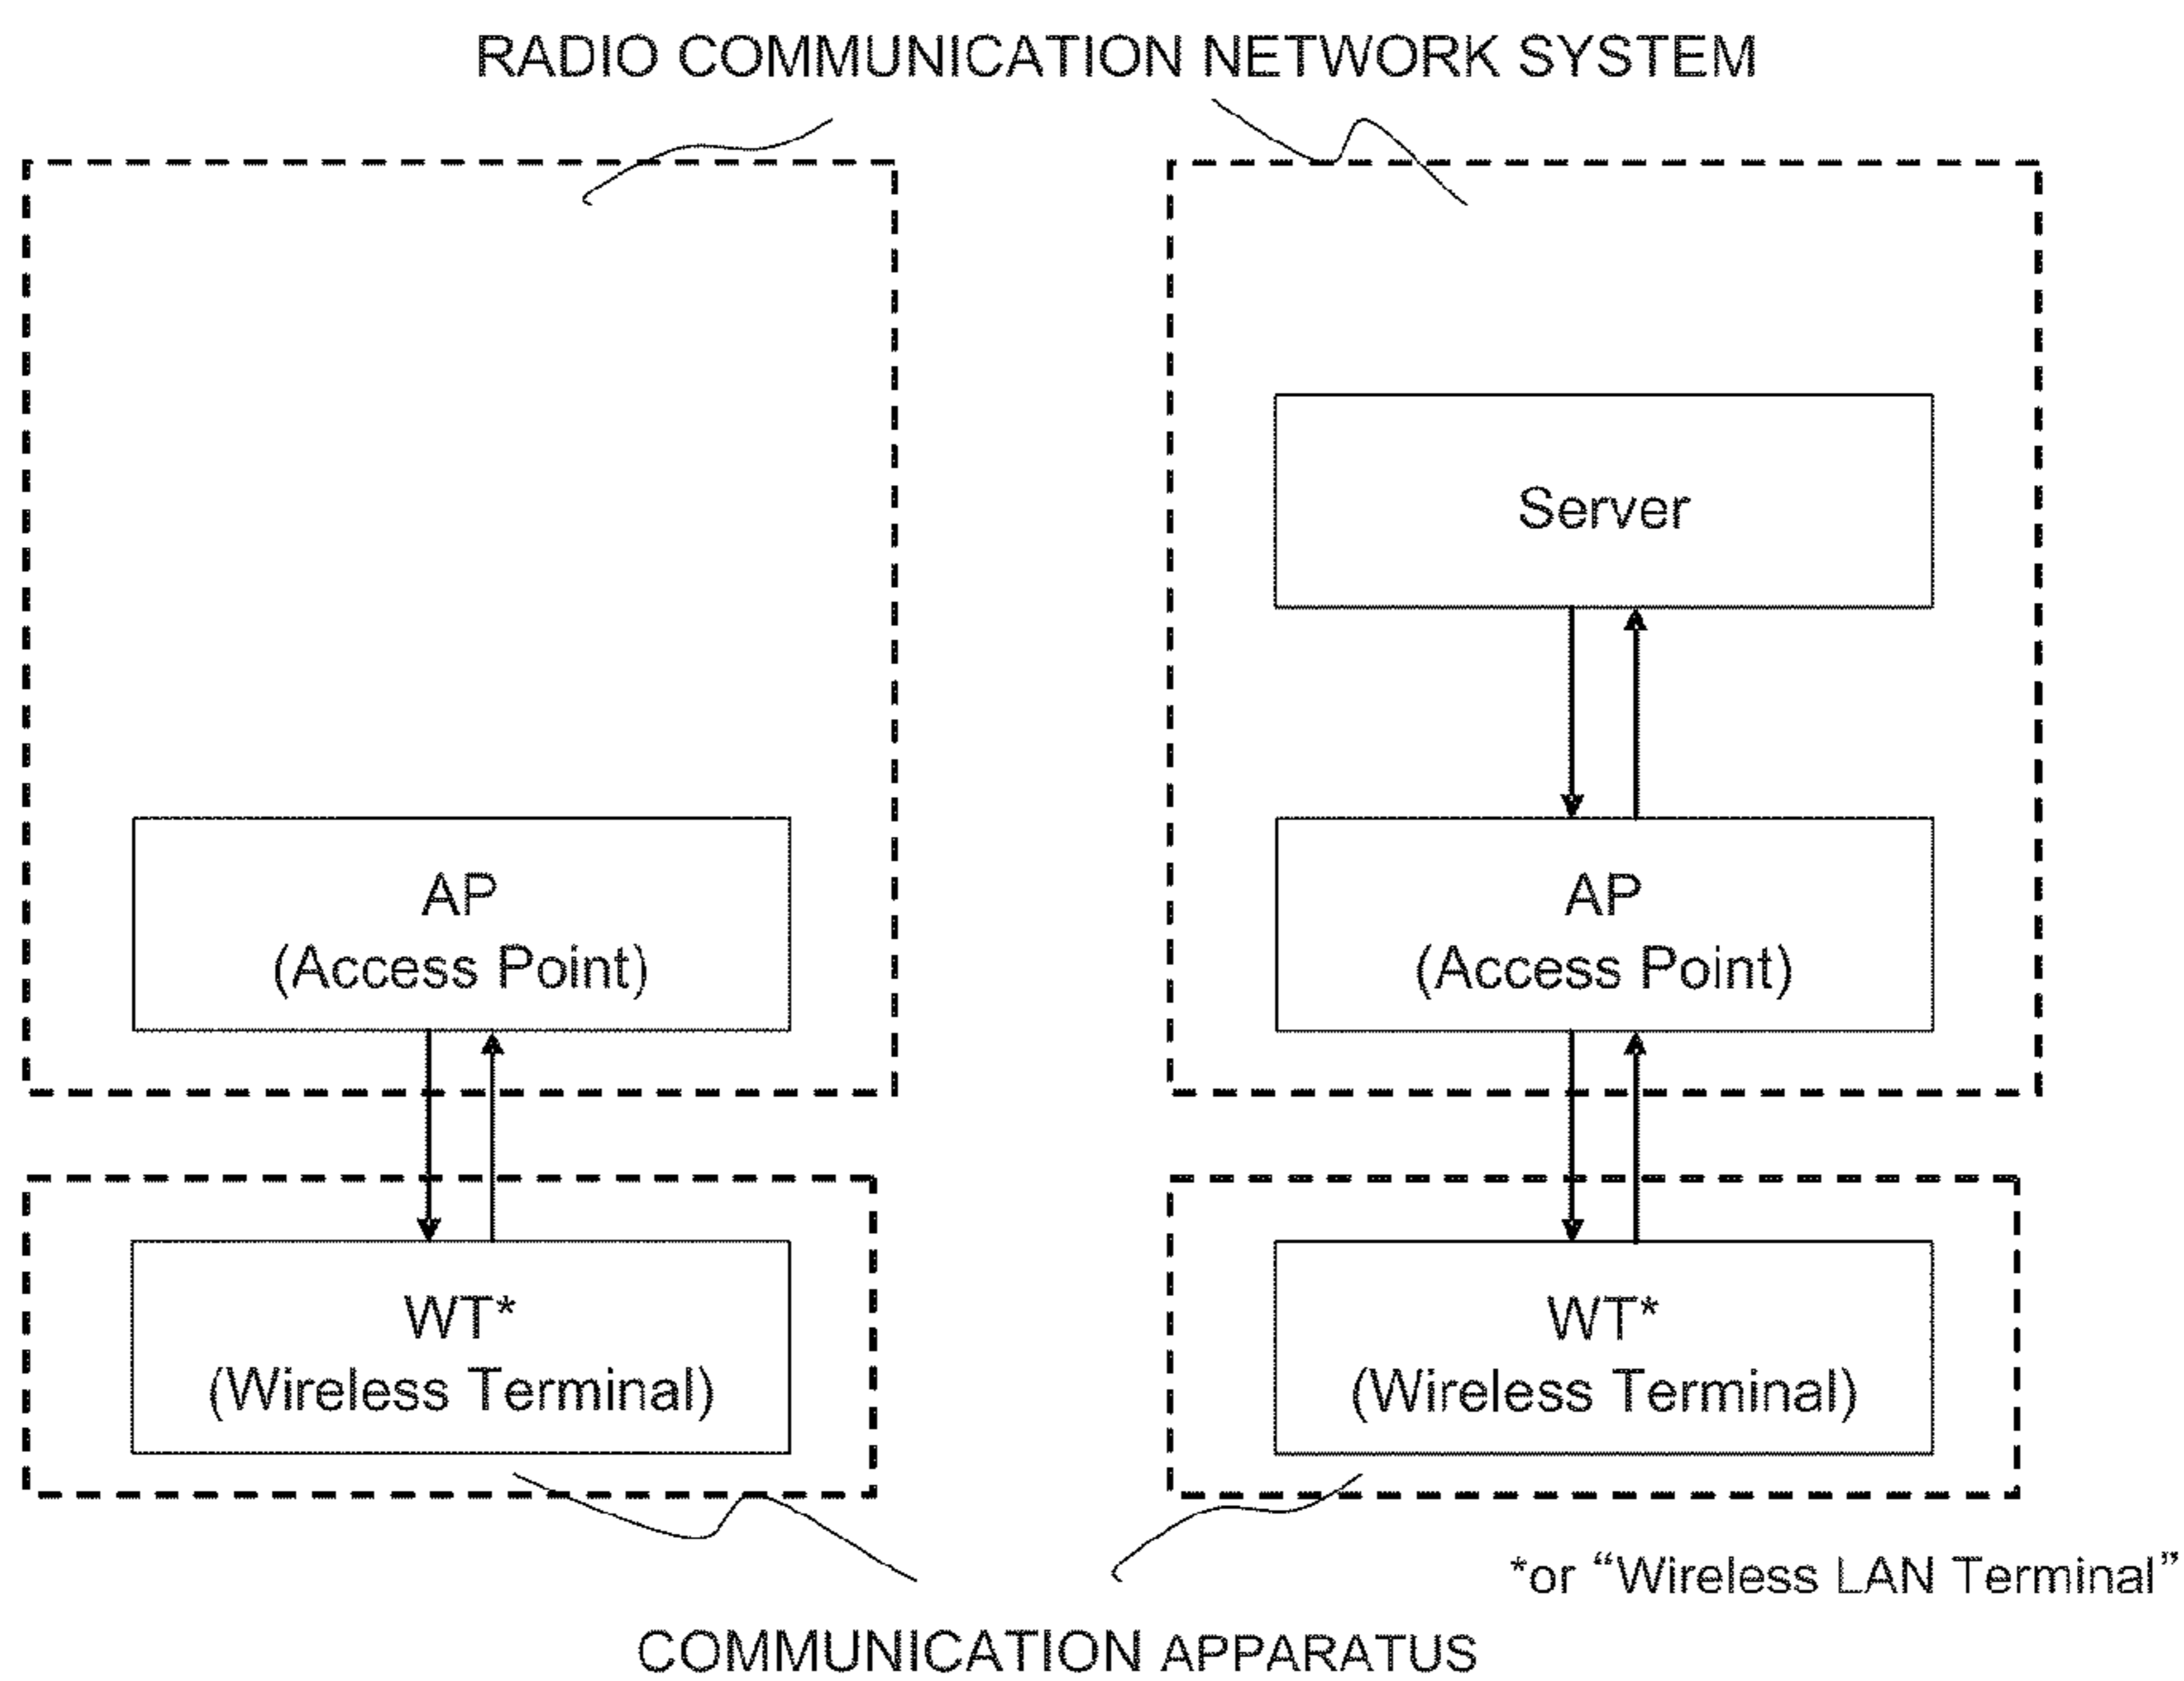 RADIO COMMUNICATION NETWORK SYSTEM
Server
AP
(Access Point)
AP
(Access Point)
WT*
(Wireless Terminal)
WT*
(Wireless Terminal)
*or “Wireless LAN Terminal”
COMMUNICATION APPARATUS